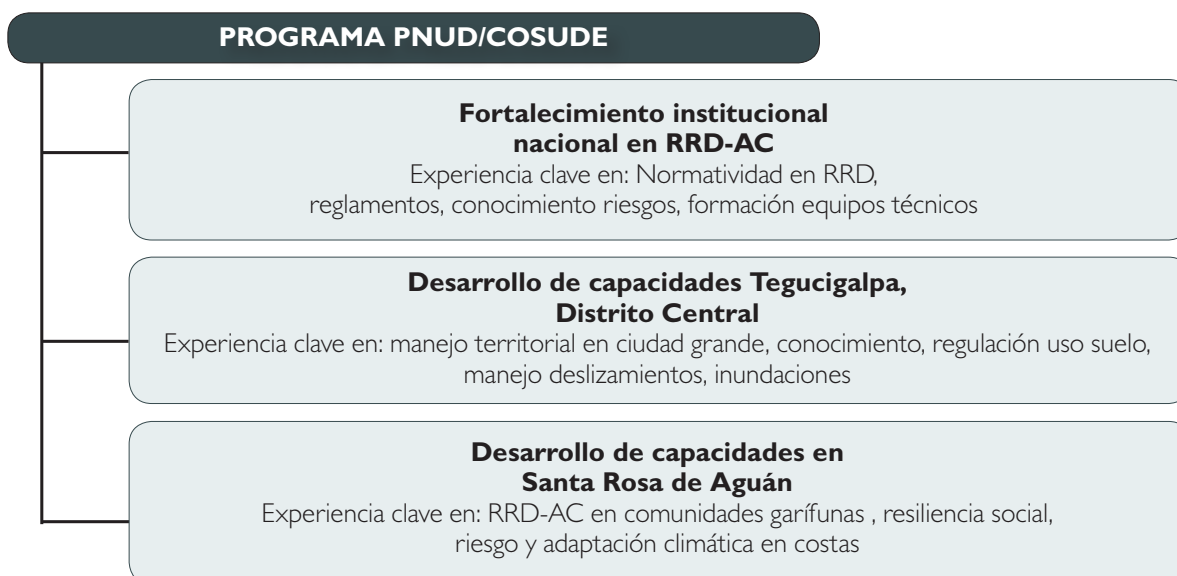 PROGRAMA PNUD/COSUDE
Fortalecimiento institucional
nacional en RRD-AC
Experiencia clave en: Normatividad en RRD,
reglamentos, conocimiento riesgos, formación equipos técnicos
Desarrollo de capacidades Tegucigalpa,
Distrito Central
Experiencia clave en: manejo territorial en ciudad grande, conocimiento, regulación uso suelo,
manejo deslizamientos, inundaciones
Desarrollo de capacidades en
Santa Rosa de Aguán
Experiencia clave en: RRD-AC en comunidades garífunas , resiliencia social,
riesgo y adaptación climática en costas